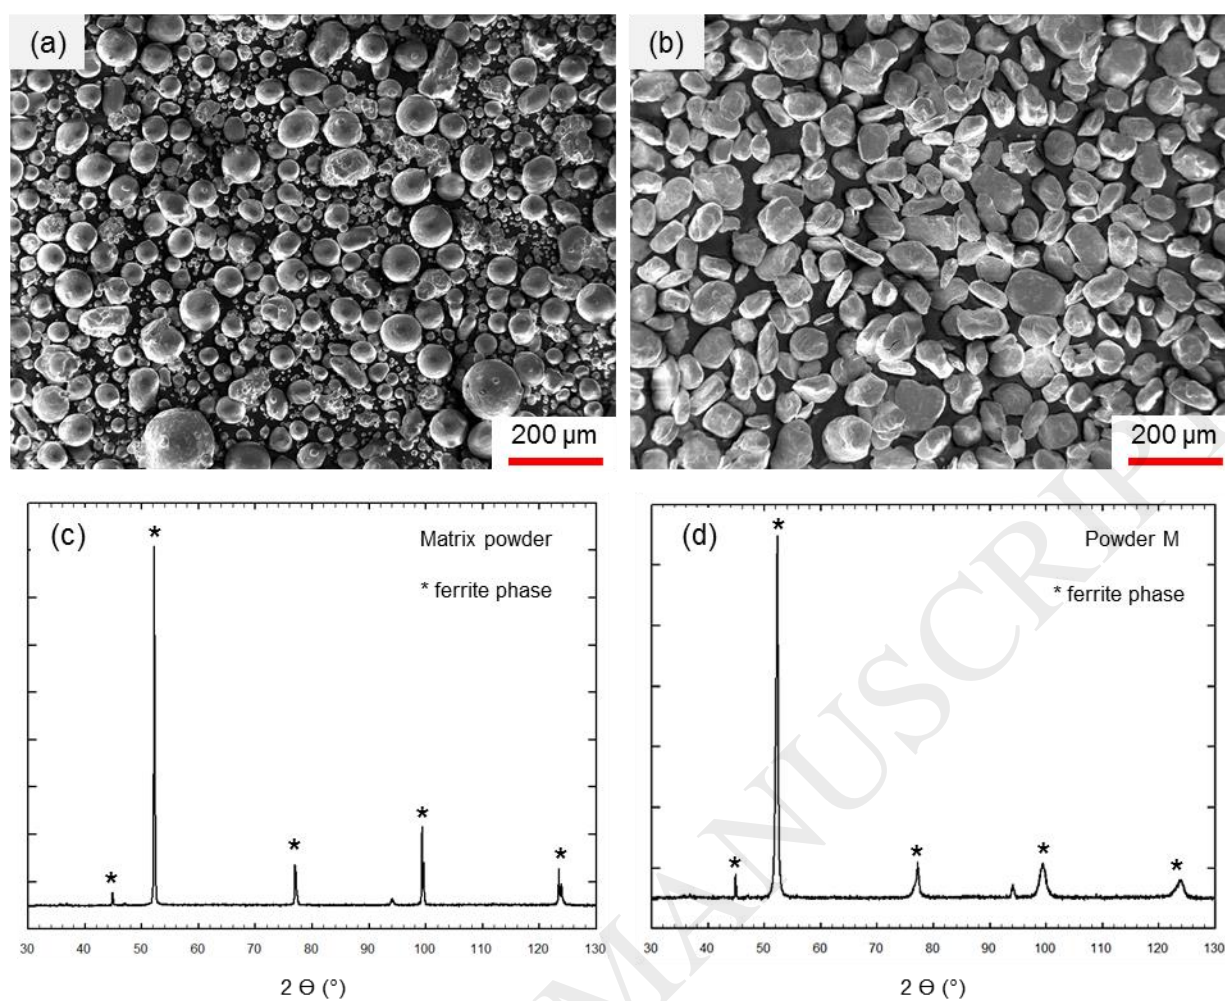 (a)
(b)
200 µm
200 µm
(c)
Matrix powder
* ferrite phase
*
*
*
*
*
30 40 50 60 70 80 90 100 110 120 130
2 ϴ (°)
(d)
Powder M
* ferrite phase
*
*
*
*
*
30 40 50 60 70 80 90 100 110 120 130
2 ϴ (°)
MANUSCRIPT